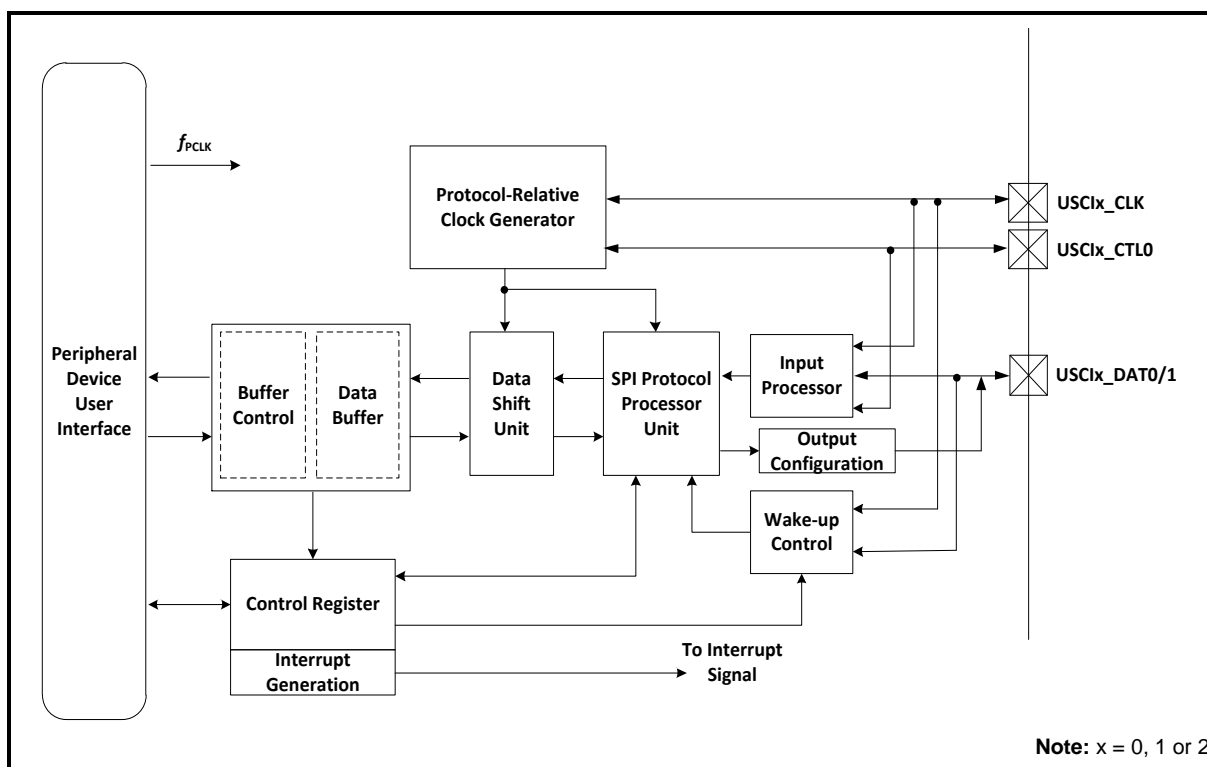 fPCLK
Protocol-Relative
Clock Generator
USCIx_CLK
USCIx_CTL0
Peripheral
Device
User
Interface
Buffer
Control
Data
Buffer
Data
Shift
Unit
SPI Protocol
Processor
Unit
Input
Processor
USCIx_DAT0/1
Output
Configuration
Wake-up
Control
Control Register
Interrupt
Generation
To Interrupt
Signal
Note: x = 0, 1 or 2